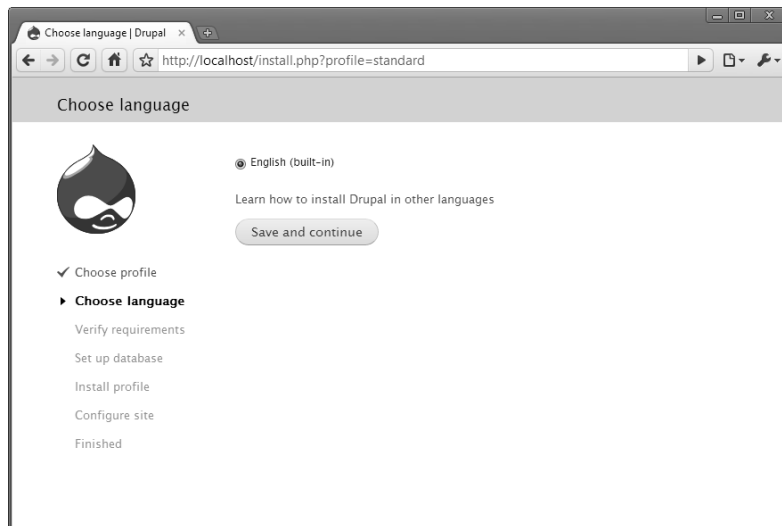 Choose language | Drupal
http://localhost/install.php?profile=standard
Choose language
English (built-in)
Learn how to install Drupal in other languages
Save and continue
Choose profile
Choose language
Verify requirements
Set up database
Install profile
Configure site
Finished